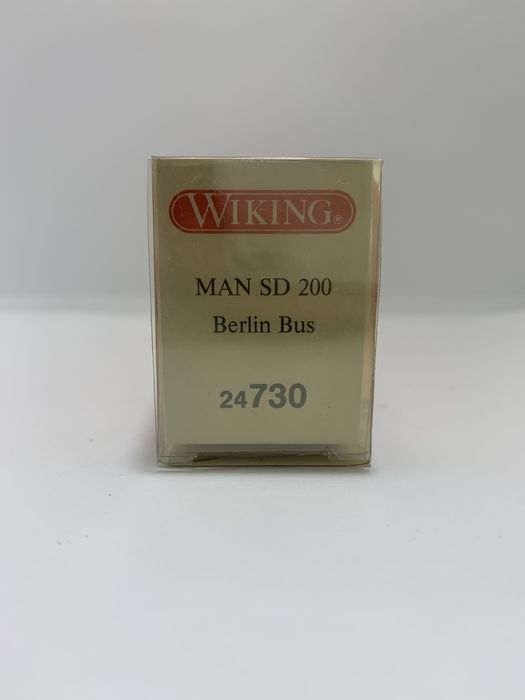 WIKING®
MAN SD 200
Berlin Bus
24730